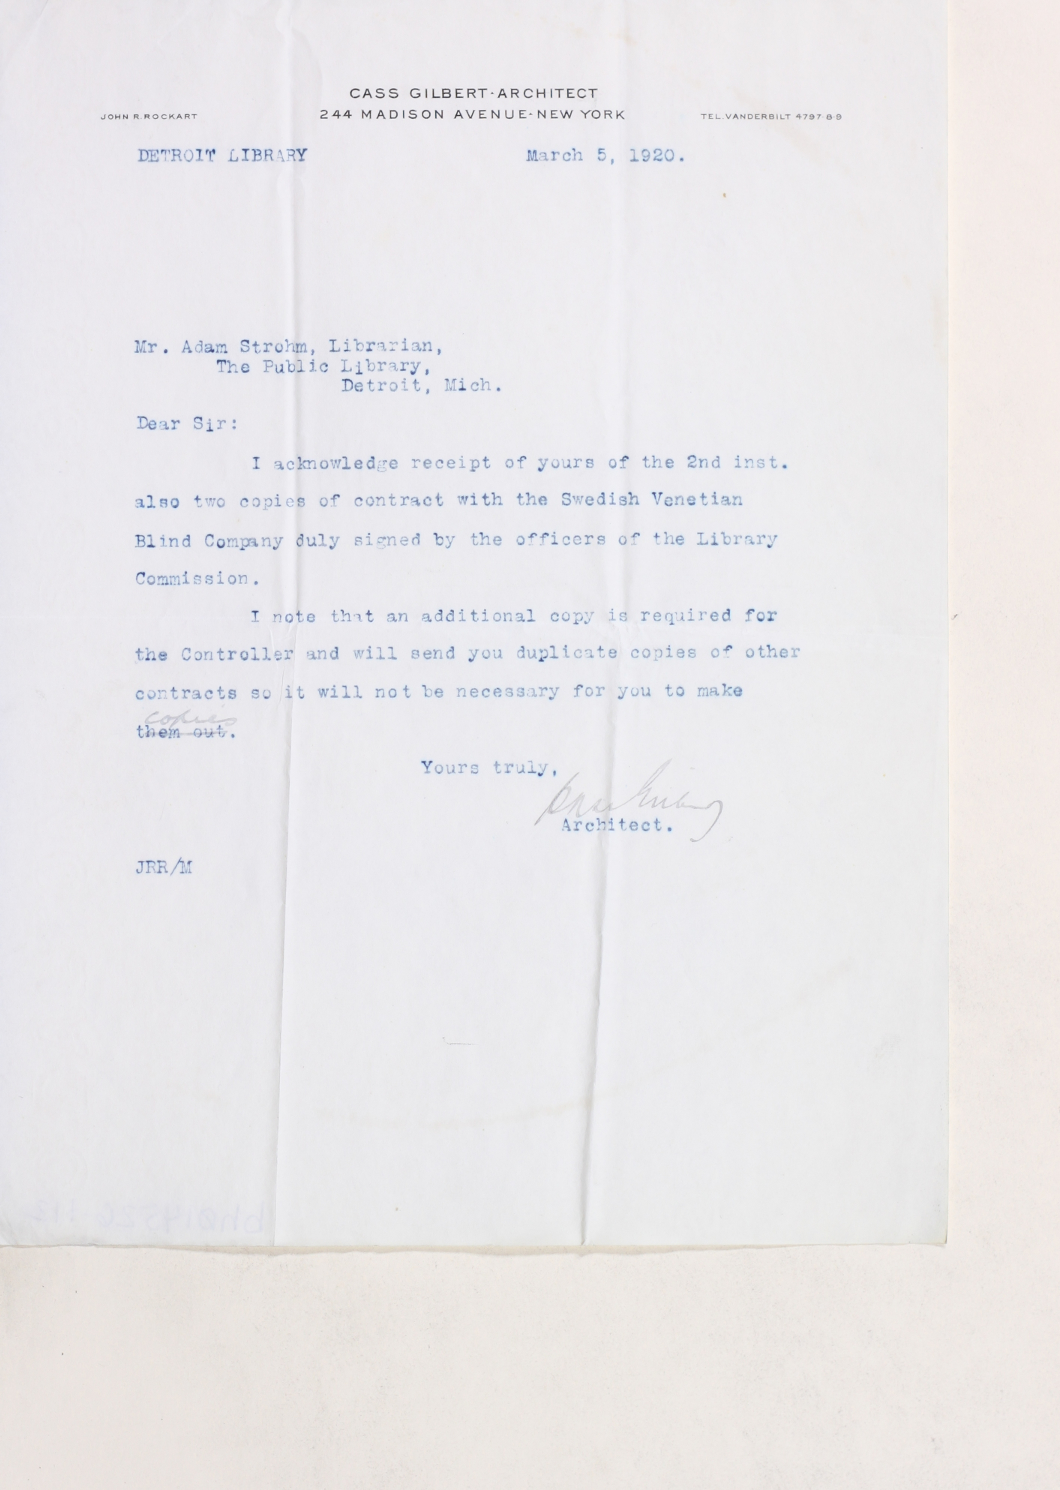 CASS GILBERT-ARCHITECT
JOHN R. ROCKART 244 MADISON AVENUE-NEW YORK TEL. VANDERBILT 4797-8-9
DETROIT LIBRARY March 5, 1920.
Mr. Adam Strohm, Librarian,
The Public Library,
Detroit, Mich.
Dear Sir:
I acknowledge receipt of yours of the 2nd inst.
also two copies of contract with the Swedish Venetian
Blind Company duly signed by the officers of the Library
Commission.
I note that an additional copy is required for
the Controller and will send you duplicate copies of other
contracts so it will not be necessary for you to make
copies
them out.
Yours truly,
Cass Gilbert
Architect.
JRR/M